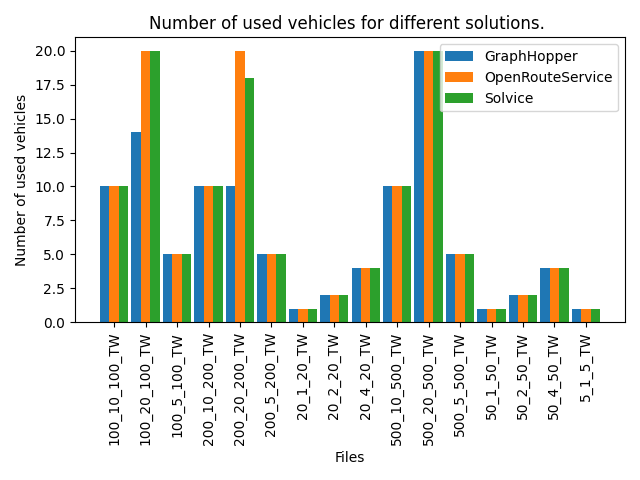 Number of used vehicles for different solutions.
GraphHopper
OpenRouteService
Solvice
Number of used vehicles
20.0
17.5
15.0
12.5
10.0
7.5
5.0
2.5
0.0
100_10_100_TW
100_20_100_TW
100_5_100_TW
200_10_200_TW
200_20_200_TW
200_5_200_TW
20_1_20_TW
20_2_20_TW
20_4_20_TW
500_10_500_TW
500_20_500_TW
500_5_500_TW
50_1_50_TW
50_2_50_TW
50_4_50_TW
5_1_5_TW
Files